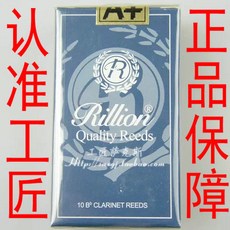 认准工匠
正品保障
A+
R
Rillion®
Quality Reeds
10 B♭ CLARINET REEDS